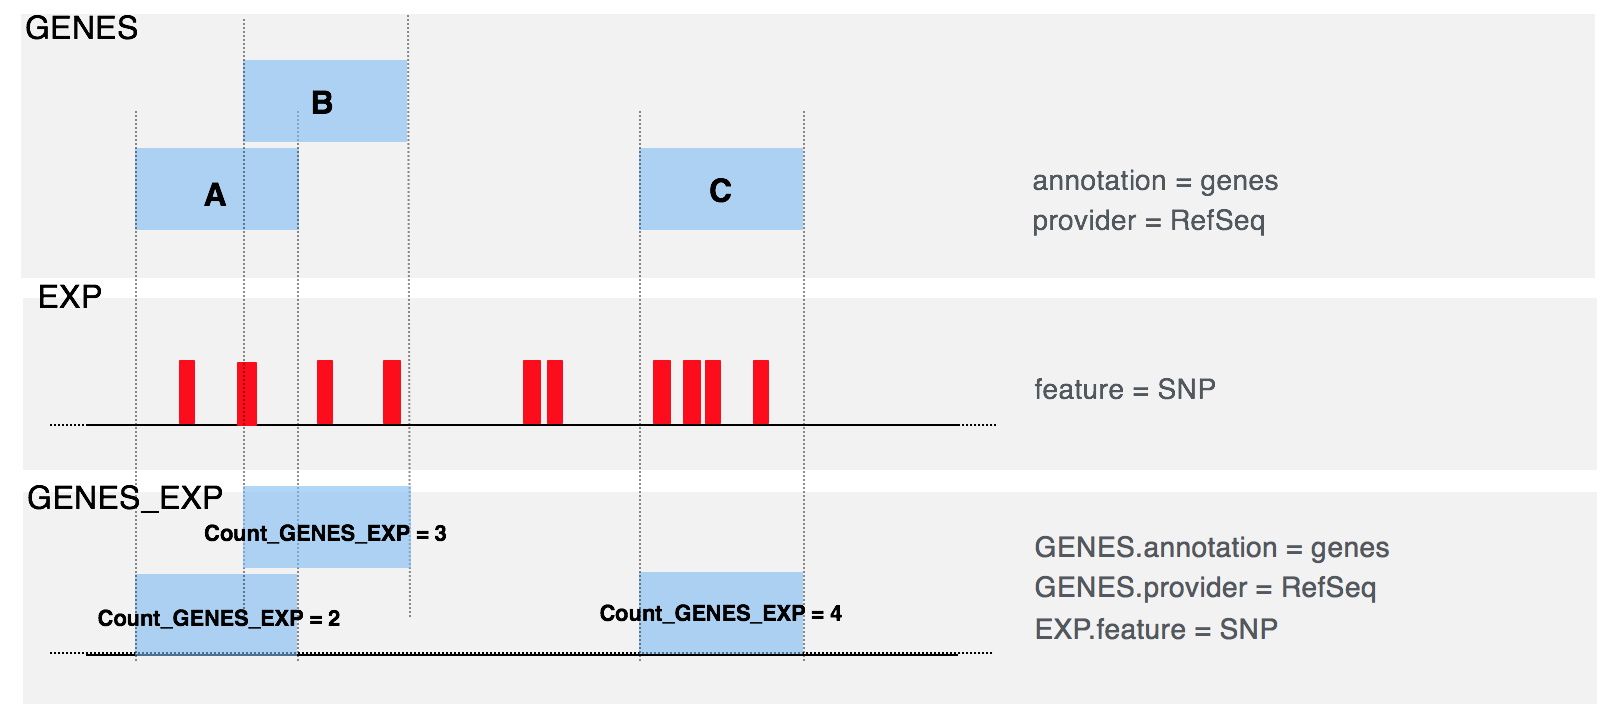 GENES
B
A
C
annotation = genes
provider = RefSeq
EXP
feature = SNP
GENES_EXP
Count_GENES_EXP = 3
Count_GENES_EXP = 2
Count_GENES_EXP = 4
GENES.annotation = genes
GENES.provider = RefSeq
EXP.feature = SNP